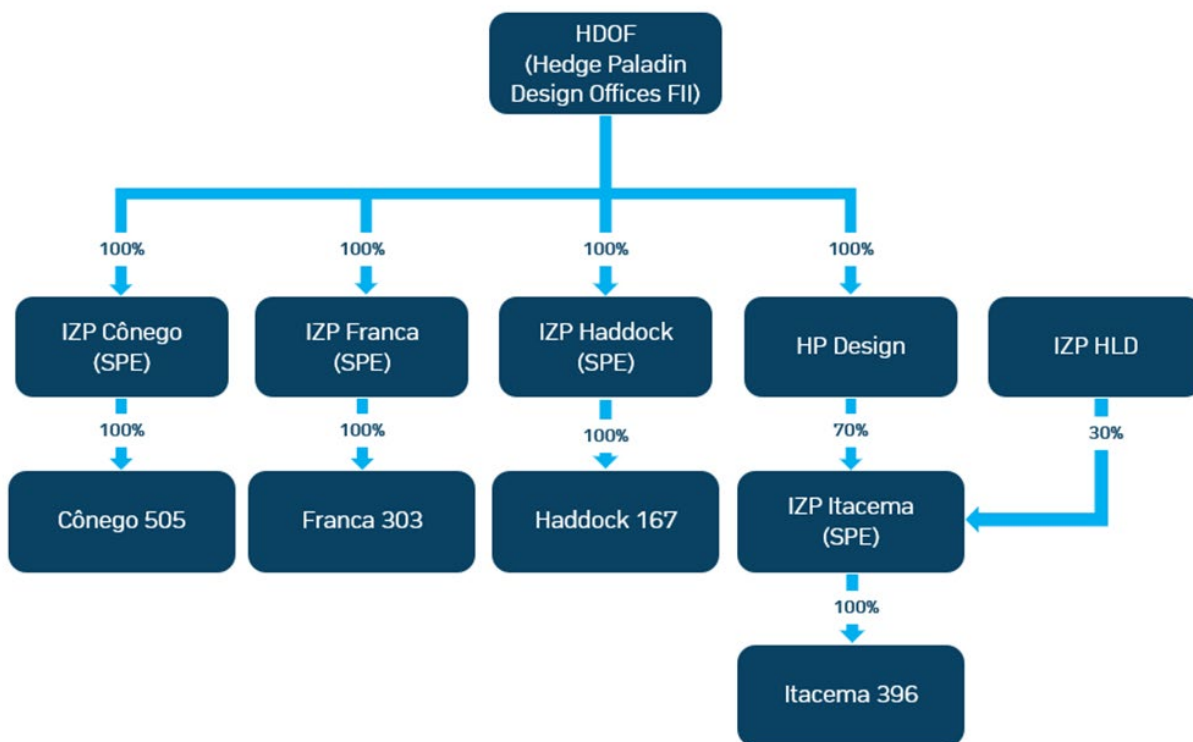 HDOF
(Hedge Paladin
Design Offices FII)
100%
100%
100%
100%
IZP Cônego
(SPE)
IZP Franca
(SPE)
IZP Haddock
(SPE)
HP Design
IZP HLD
100%
100%
100%
70%
30%
Cônego 505
Franca 303
Haddock 167
IZP Itacema
(SPE)
100%
Itacema 396